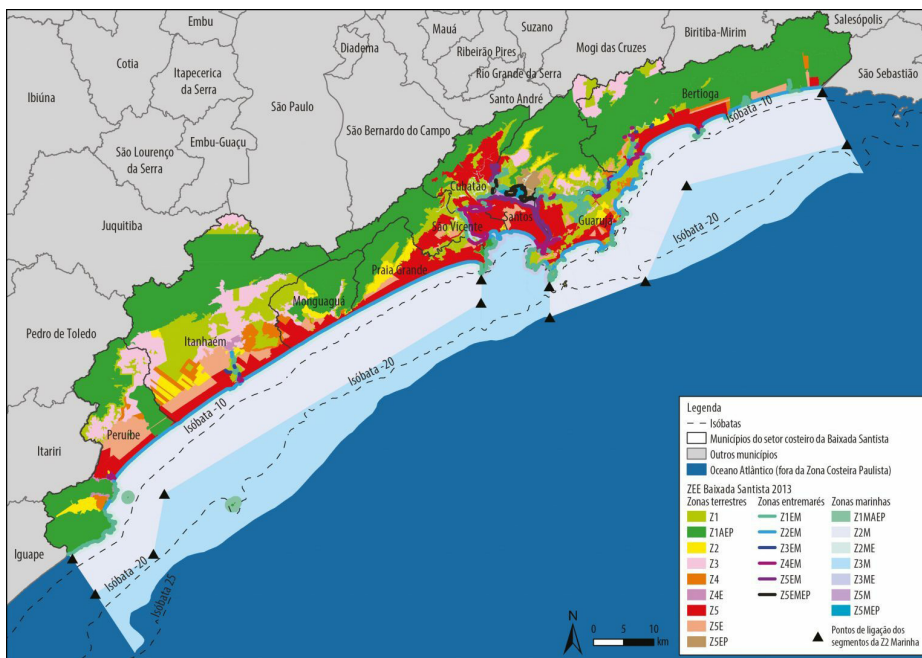 Embu
Suzano
Salesópolis
Mauá
Biritiba-Mirim
Diadema
Mogi das Cruzes
Cotia
Ribeirão Pires
São Sebastião
Itapecerica
da Serra
Rio Grande da Serra
Ibiúna
São Paulo
Santo André
Bertioga
Isóbata -10
São Bernardo do Campo
Embu-Guaçu
São Lourenço
da Serra
Cubatão
Isóbata -20
Juquitiba
Santos
Guarujá
São Vicente
Praia Grande
Monguaguá
Pedro de Toledo
Itanhaém
Isóbata -20
Isóbata -10
Peruíbe
Itariri
Iguape
Isóbata -20
Isóbata 25
N
0 5 10
km
Legenda
Isóbatas
Municípios do setor costeiro da Baixada Santista
Outros municípios
Oceano Atlântico (fora da Zona Costeira Paulista)
ZEE Baixada Santista 2013
Zonas terrestres
Z1
Z1AEP
Z2
Z3
Z4
Z4E
Z5
Z5E
Z5EP
Zonas entremarés
Z1EM
Z2EM
Z3EM
Z4EM
Z5EM
Z5EMEP
Zonas marinhas
Z1MAEP
Z2M
Z2ME
Z3M
Z3ME
Z5M
Z5MEP
Pontos de ligação dos
segmentos da Z2 Marinha